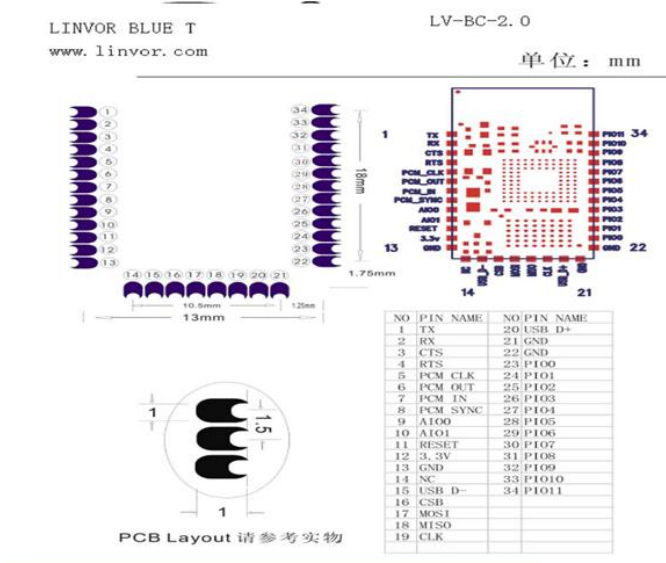 LINVOR BLUE T
LV-BC-2.0
www.linvor.com
单位: mm
1
2
3
4
5
6
7
8
9
10
11
12
13
34
33
32
31
30
29
28
27
26
25
24
23
22
18mm
1.75mm
14 15 16 17 18 19 20 21
10.5mm
1.25mm
13mm
1 TX
RX
CTS
RTS
PCM_CLK
PCM_OUT
PCM_IN
PCM_SYNC
AIO0
AIO1
RESET
3.3v
13 GND
PIO11 34
PIO10
PIO9
PIO8
PIO7
PIO6
PIO5
PIO4
PIO3
PIO2
PIO1
PIO0
GND 22
14
21
NO PIN NAME NO PIN NAME
1 TX 20 USB D+
2 RX 21 GND
3 CTS 22 GND
4 RTS 23 PIO0
5 PCM CLK 24 PIO1
6 PCM OUT 25 PIO2
7 PCM IN 26 PIO3
8 PCM SYNC 27 PIO4
9 AIO0 28 PIO5
10 AIO1 29 PIO6
11 RESET 30 PIO7
12 3.3V 31 PIO8
13 GND 32 PIO9
14 NC 33 PIO10
15 USB D- 34 PIO11
16 CSB
17 MOSI
18 MISO
19 CLK
1
1.5
1
PCB Layout 请参考实物